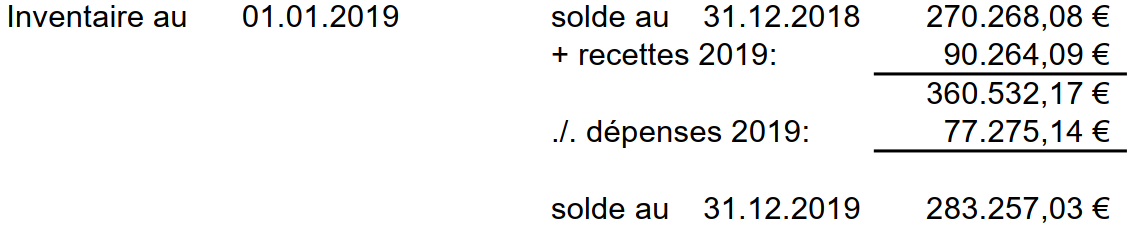 Inventaire au 01.01.2019 solde au 31.12.2018 270.268,08 €
+ recettes 2019: 90.264,09 €
360.532,17 €
./. dépenses 2019: 77.275,14 €
solde au 31.12.2019 283.257,03 €